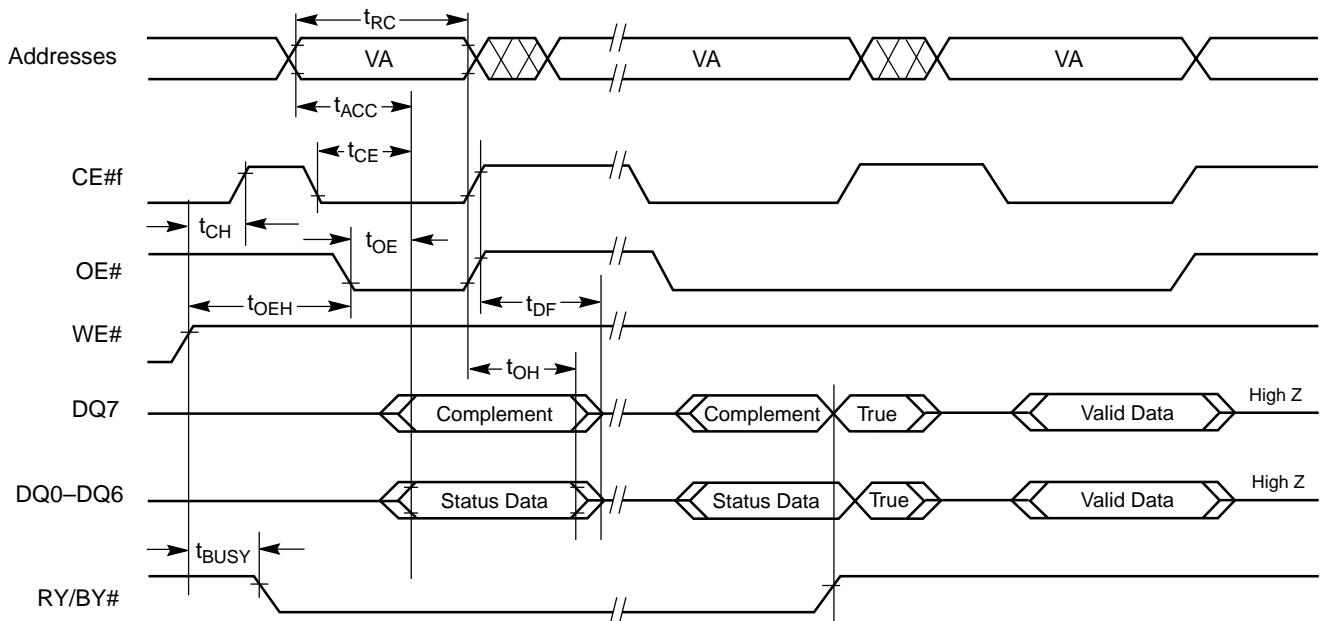 tRC
Addresses VA VA VA
tACC
tCE
CE#f
tCH tOE
OE#
tOEH tDF
WE#
tOH
DQ7 Complement Complement True Valid Data High Z
DQ0–DQ6 Status Data Status Data True Valid Data High Z
tBUSY
RY/BY#